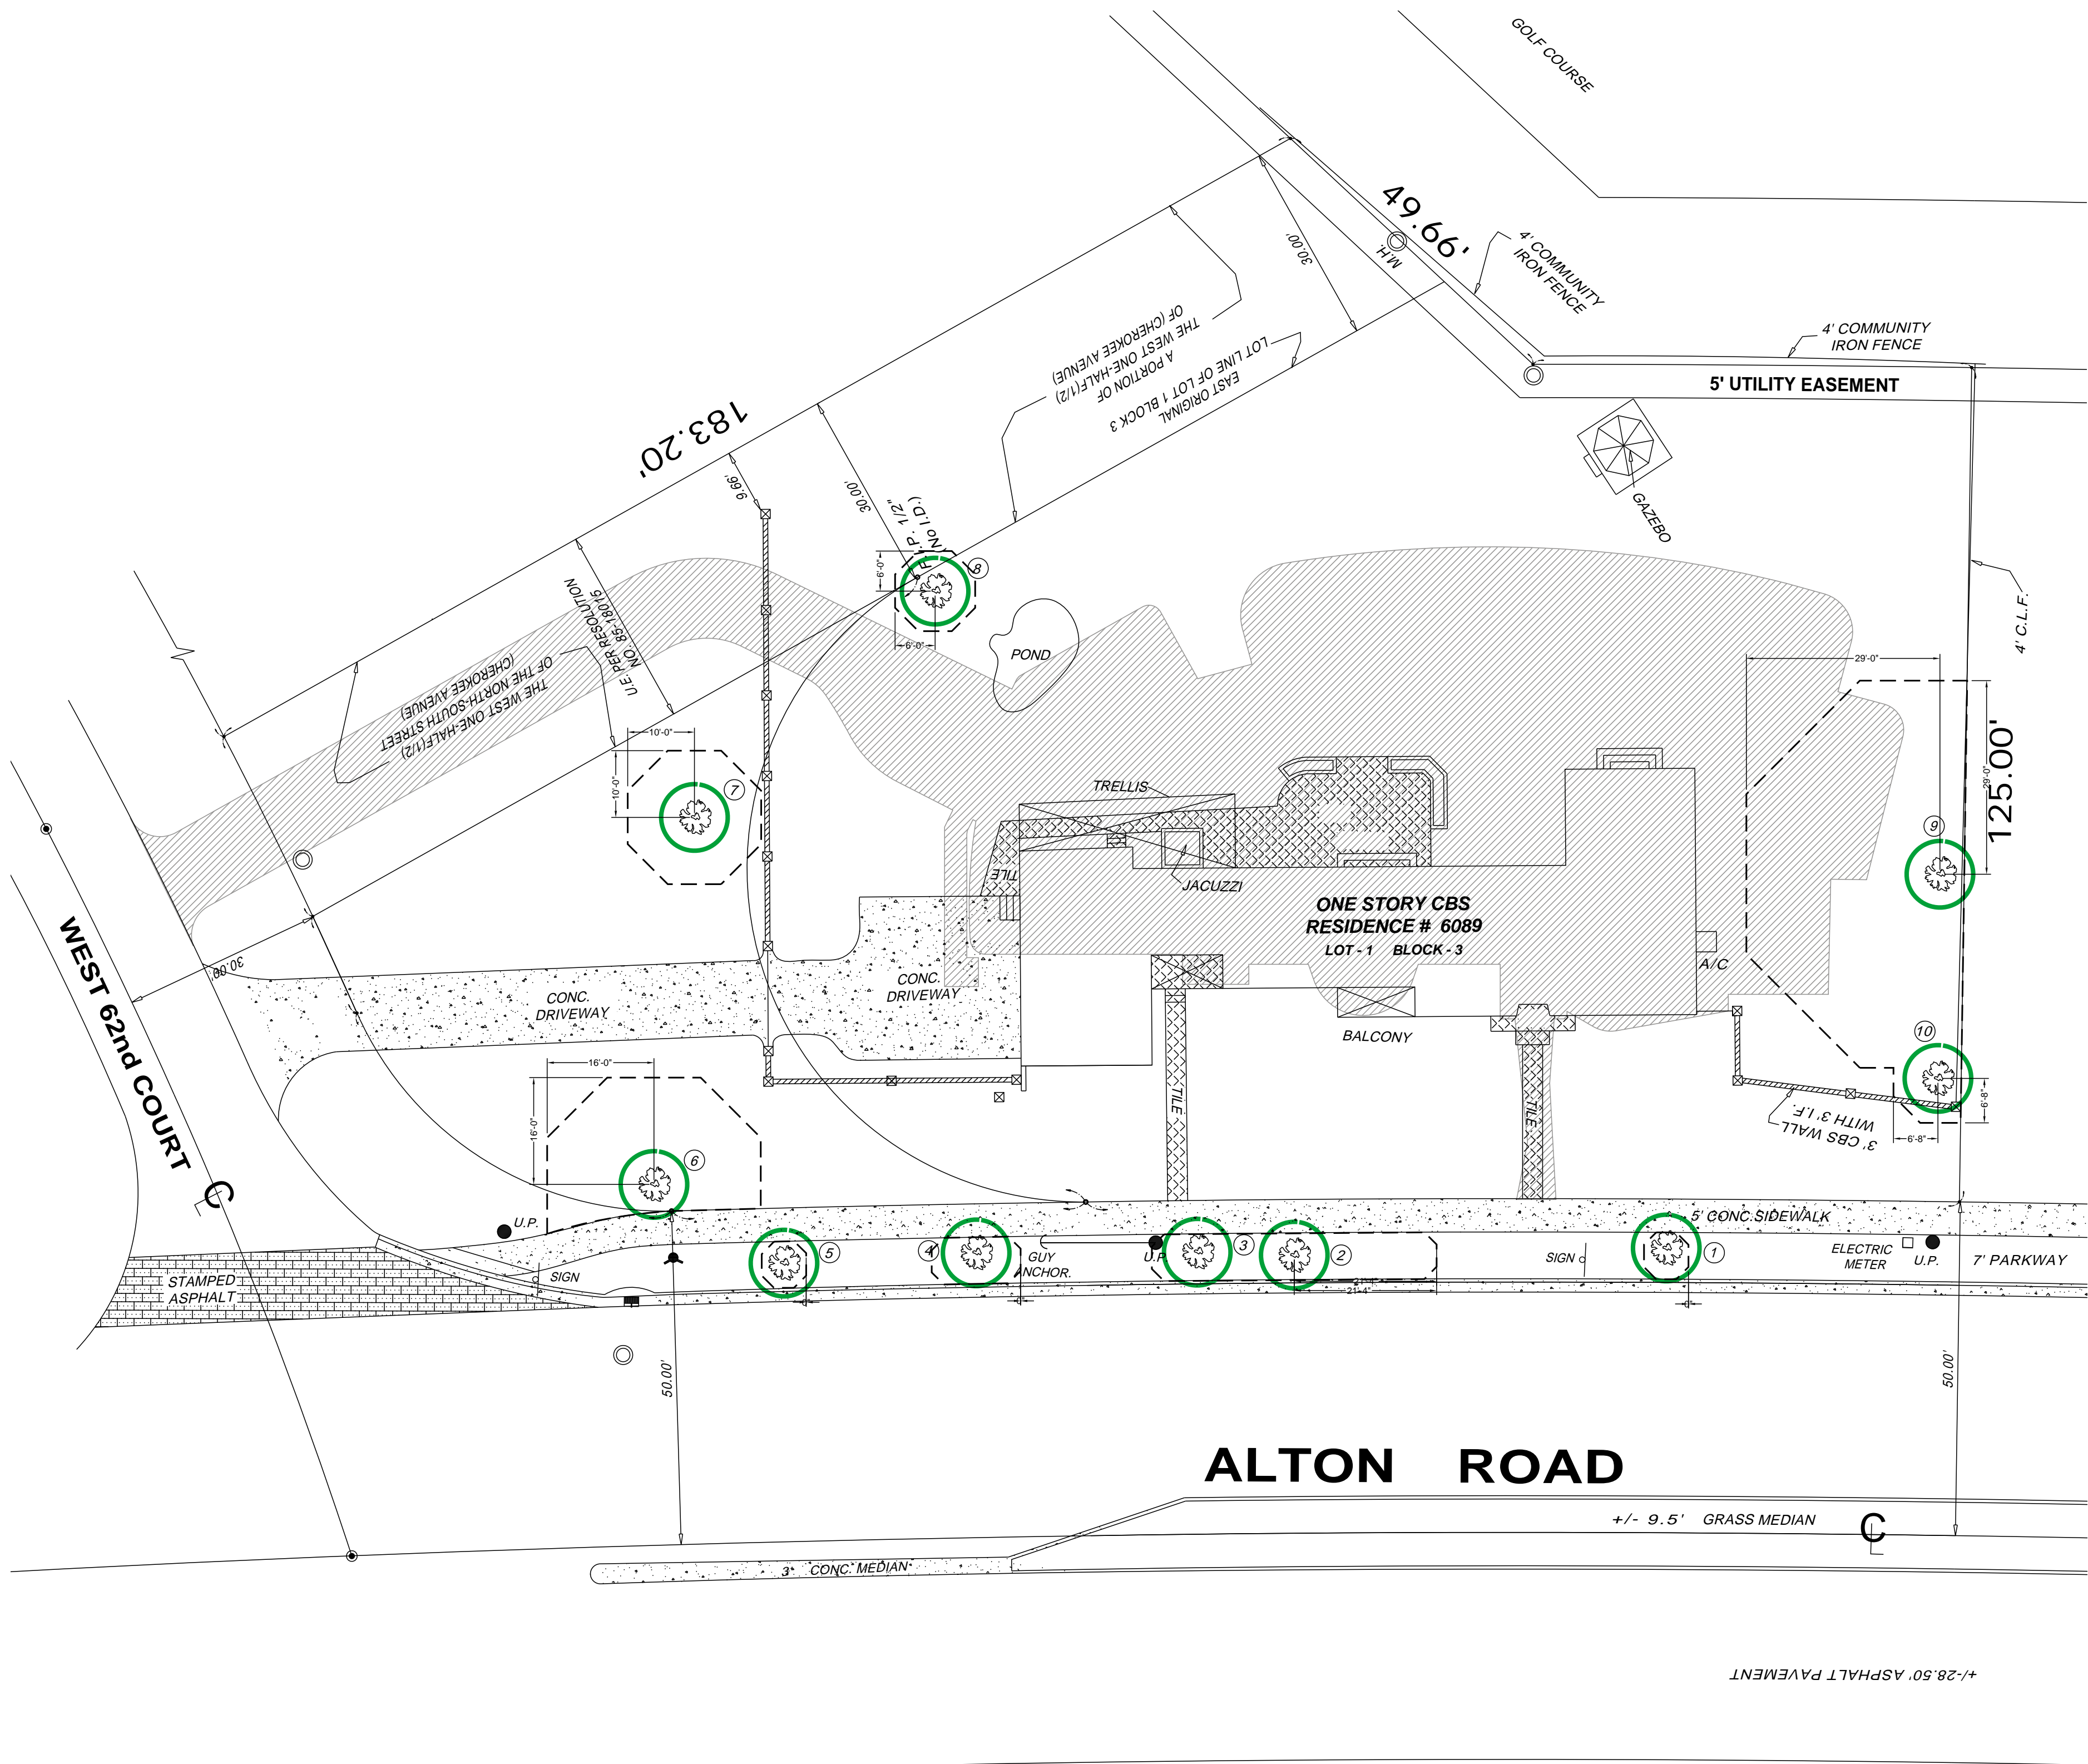 GOLF COURSE
49.66'
30.00'
M.H.
4' COMMUNITY
IRON FENCE
4' COMMUNITY
IRON FENCE
5' UTILITY EASEMENT
A PORTION OF
THE WEST ONE-HALF(1/2)
OF (CHEROKEE AVENUE)
EAST ORIGINAL
LOT LINE OF LOT 1 BLOCK 3
183.20'
9.66'
30.00'
P. 1/2"
(No I.D.)
GAZEBO
6'-0"
8
6'-0"
U.E. PER RESOLUTION
NO. 85-18015
THE WEST ONE-HALF(1/2)
OF THE NORTH-SOUTH STREET
(CHEROKEE AVENUE)
POND
4' C.L.F.
29'-0"
10'-0"
10'-0"
7
29'-0"
125.00'
TRELLIS
9
TILE
JACUZZI
ONE STORY CBS
RESIDENCE # 6089
LOT - 1 BLOCK - 3
30.00'
WEST 62nd COURT
CL
CONC.
DRIVEWAY
CONC.
DRIVEWAY
A/C
BALCONY
10
16'-0"
16'-0"
6
TILE
TILE
3' CBS WALL
WITH 3' I.F.
6'-8"
6'-8"
U.P.
5' CONC.SIDEWALK
STAMPED
ASPHALT
SIGN
5
4
GUY
ANCHOR.
U.P.
3
2
21'-4"
SIGN
1
ELECTRIC
METER
U.P.
7' PARKWAY
50.00'
50.00'
ALTON ROAD
+/- 9.5' GRASS MEDIAN
CL
3' CONC. MEDIAN
+/-28.50' ASPHALT PAVEMENT